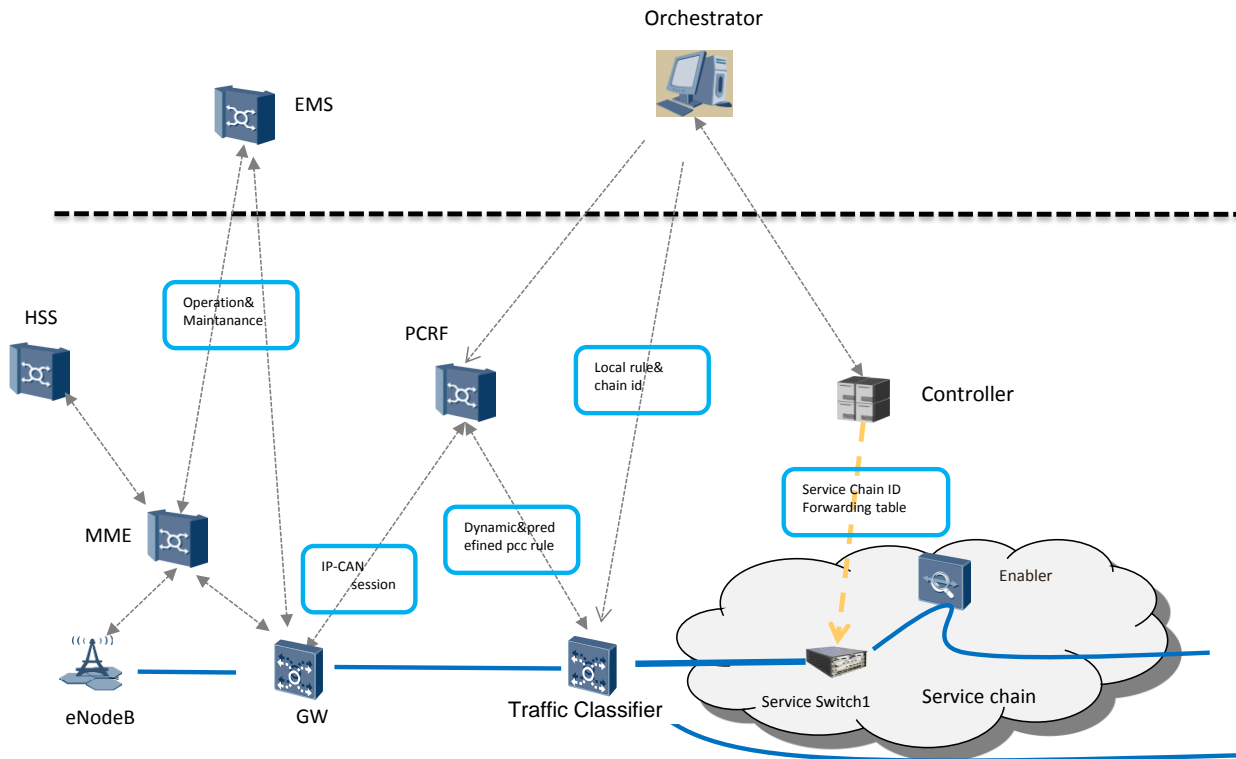 Orchestrator
EMS
Operation&
Maintanance
HSS
PCRF
Local rule&
chain id
Controller
Service Chain ID
Forwarding table
MME
Dynamic&pred
efined pcc rule
IP-CAN
session
Enabler
eNodeB
GW
Traffic Classifier
Service Switch1
Service chain